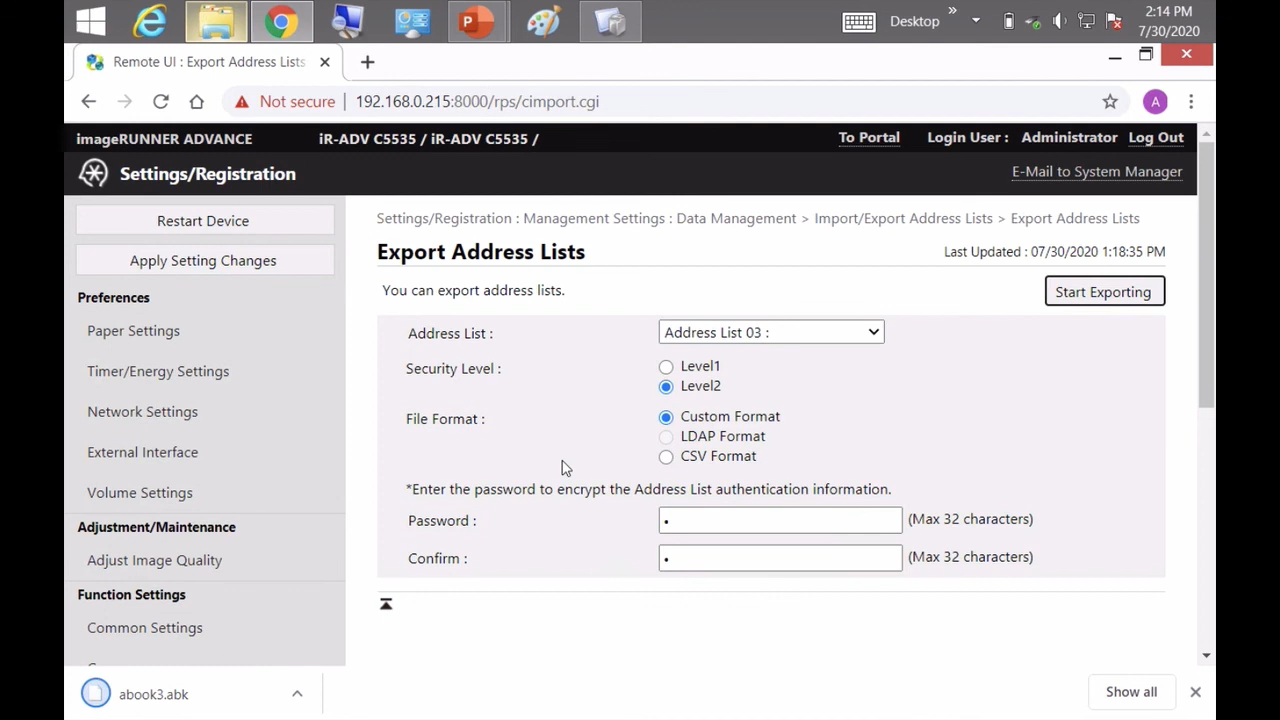 Desktop
»
2:14 PM
7/30/2020
Remote UI : Export Address Lists
Not secure 192.168.0.215:8000/rps/cimport.cgi
A
imageRUNNER ADVANCE iR-ADV C5535 / iR-ADV C5535 / To Portal Login User : Administrator Log Out
Settings/Registration E-Mail to System Manager
Restart Device
Apply Setting Changes
Preferences
Paper Settings
Timer/Energy Settings
Network Settings
External Interface
Volume Settings
Adjustment/Maintenance
Adjust Image Quality
Function Settings
Common Settings
Settings/Registration : Management Settings : Data Management > Import/Export Address Lists > Export Address Lists
Export Address Lists Last Updated : 07/30/2020 1:18:35 PM
You can export address lists. Start Exporting
Address List : Address List 03 :
Security Level : Level1
Level2
File Format : Custom Format
LDAP Format
CSV Format
*Enter the password to encrypt the Address List authentication information.
Password : • (Max 32 characters)
Confirm : • (Max 32 characters)
abook3.abk Show all